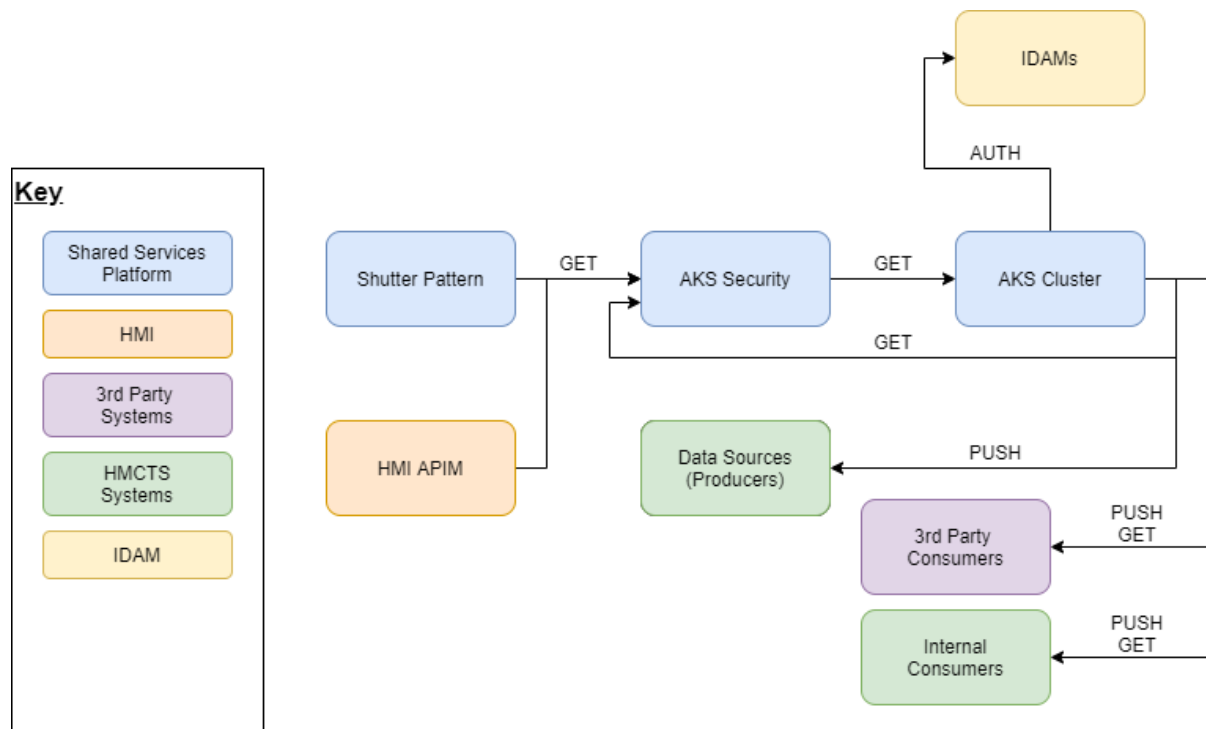 IDAMs
AUTH
Key
Shared Services
Platform
HMI
3rd Party
Systems
HMCTS
Systems
IDAM
Shutter Pattern
GET
AKS Security
GET
AKS Cluster
GET
HMI APIM
Data Sources
(Producers)
PUSH
3rd Party
Consumers
PUSH
GET
Internal
Consumers
PUSH
GET